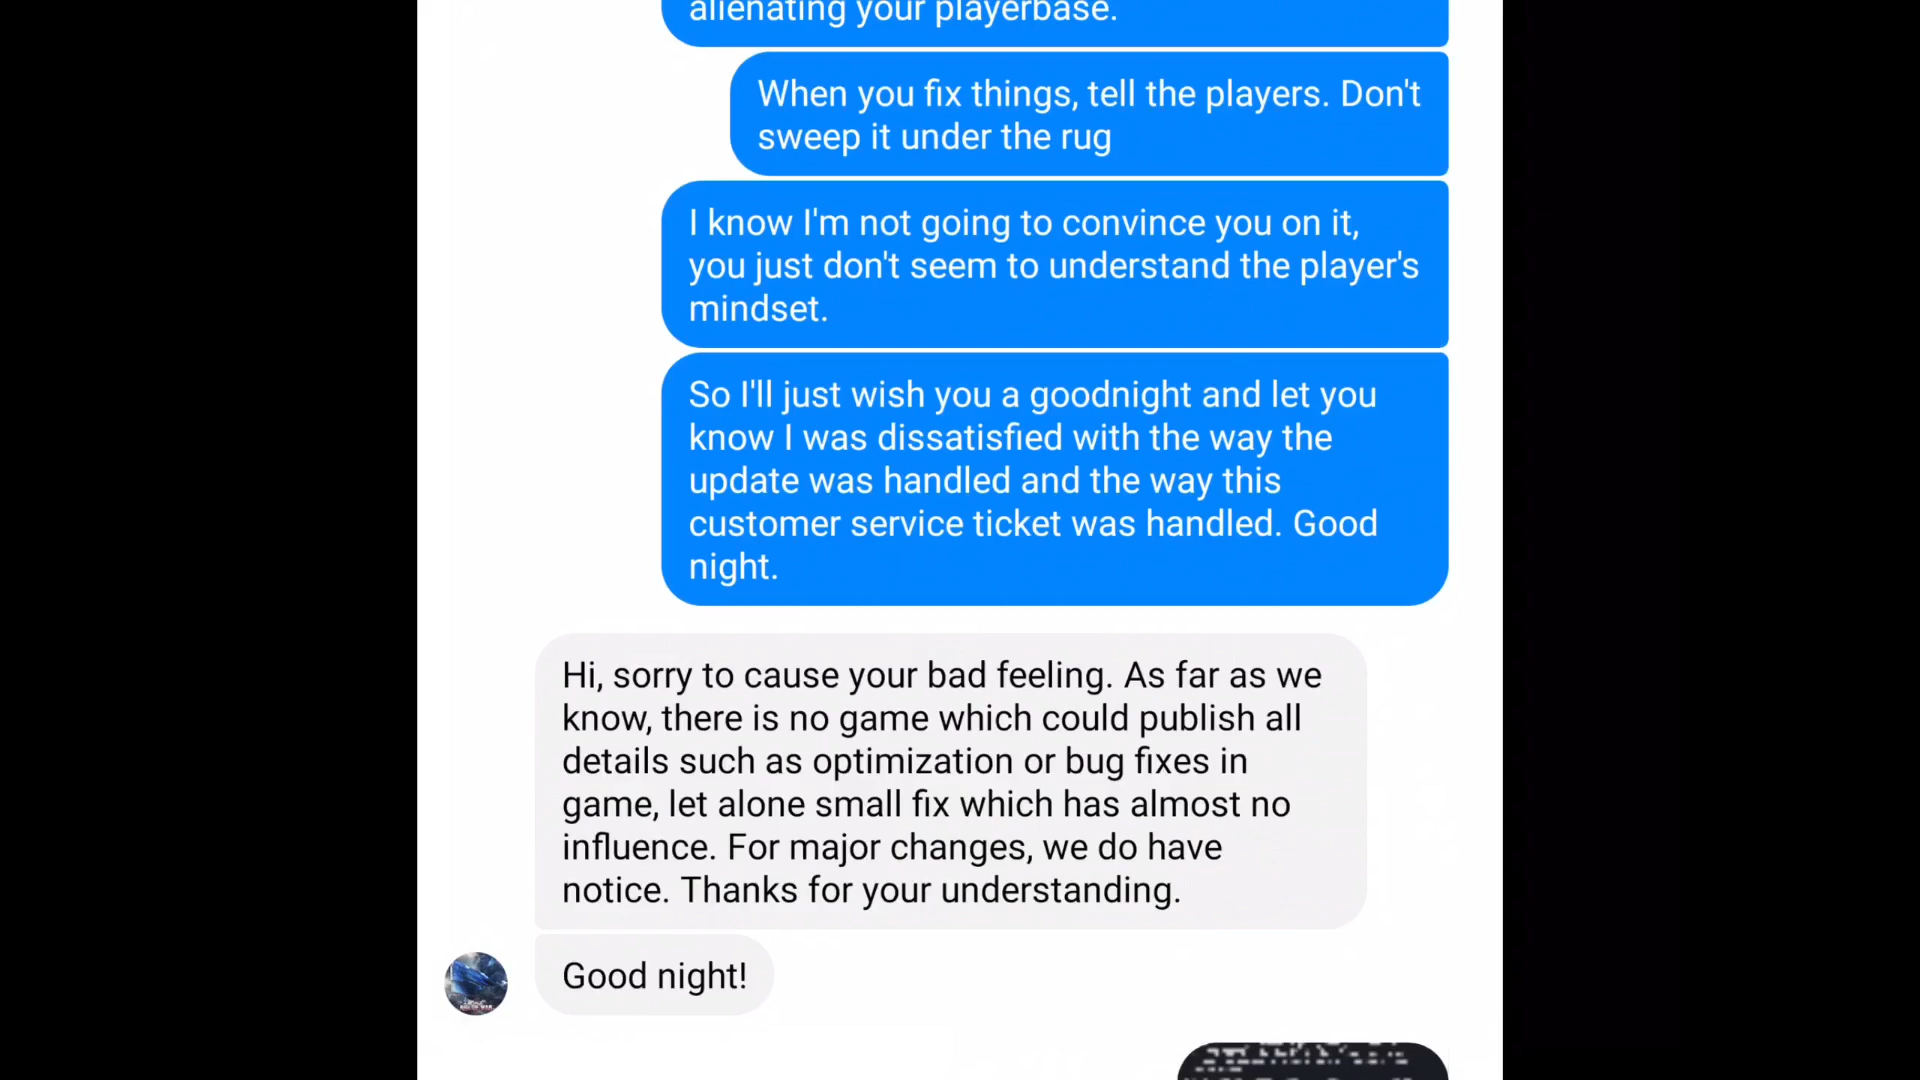 alienating your playerbase.
When you fix things, tell the players. Don't
sweep it under the rug
I know I'm not going to convince you on it,
you just don't seem to understand the player's
mindset.
So I'll just wish you a goodnight and let you
know I was dissatisfied with the way the
update was handled and the way this
customer service ticket was handled. Good
night.
Hi, sorry to cause your bad feeling. As far as we
know, there is no game which could publish all
details such as optimization or bug fixes in
game, let alone small fix which has almost no
influence. For major changes, we do have
notice. Thanks for your understanding.
Good night!